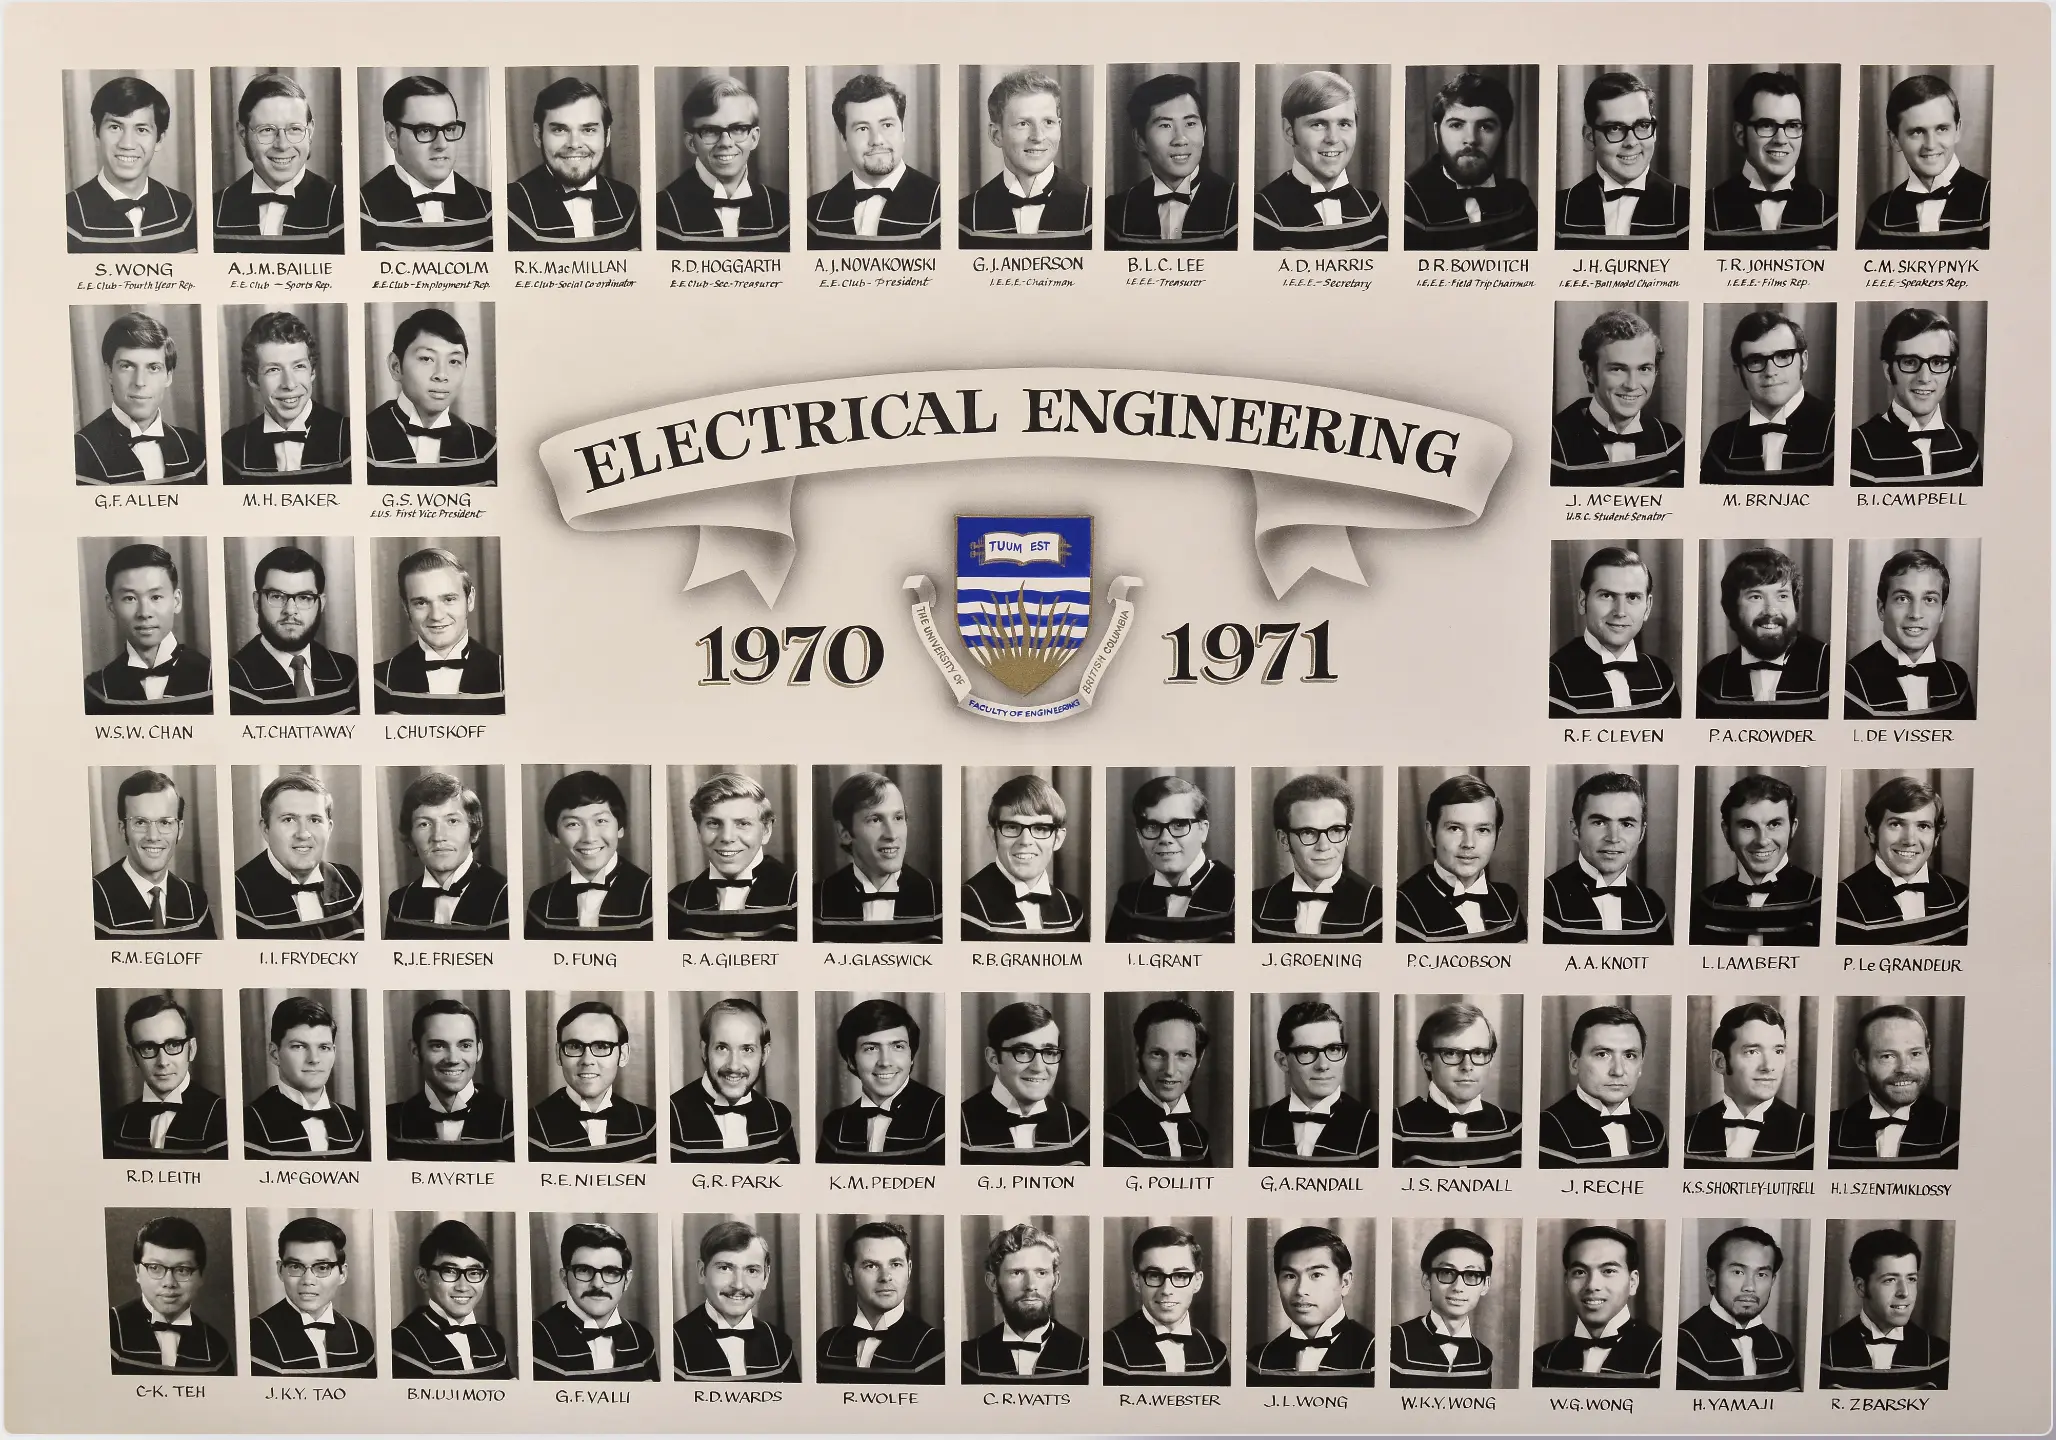 S. WONG
E.E. Club - Fourth Year Rep.
A.J.M. BAILLIE
E.E. Club - Sports Rep.
D.C. MALCOLM
E.E. Club - Employment Rep.
R.K. MacMILLAN
E.E. Club - Social Co-ordinator
R.D. HOGGARTH
E.E. Club - Sec.-Treasurer
A.J. NOVAKOWSKI
E.E. Club - President
G.J. ANDERSON
I.E.E.E. - Chairman
B.L.C. LEE
I.E.E.E. - Treasurer
A.D. HARRIS
I.E.E.E. - Secretary
D.R. BOWDITCH
I.E.E.E. - Field Trip Chairman
J.H. GURNEY
I.E.E.E. - Ball Model Chairman
T.R. JOHNSTON
I.E.E.E. - Films Rep.
C.M. SKRYPNYK
I.E.E.E. - Speakers Rep.
G.F. ALLEN
M.H. BAKER
G.S. WONG
E.U.S. First Vice President
ELECTRICAL ENGINEERING
J. McEWEN
U.B.C. Student Senator
M. BRNJAC
B.I. CAMPBELL
TUUM EST
1970
1971
THE UNIVERSITY OF
BRITISH COLUMBIA
FACULTY OF ENGINEERING
W.S.W. CHAN
A.T. CHATTAWAY
L. CHUTSKOFF
R.F. CLEVEN
P.A. CROWDER
L. DE VISSER
R.M. EGLOFF
I.I. FRYDECKY
R.J.E. FRIESEN
D. FUNG
R.A. GILBERT
A.J. GLASSWICK
R.B. GRANHOLM
I.L. GRANT
J. GROENING
P.C. JACOBSON
A.A. KNOTT
L. LAMBERT
P. Le GRANDEUR
R.D. LEITH
J. McGOWAN
B. MYRTLE
R.E. NIELSEN
G.R. PARK
K.M. PEDDEN
G.J. PINTON
G. POLLITT
G.A. RANDALL
J.S. RANDALL
J. RECHE
K.S. SHORTLEY-LUTTRELL
H.I. SZENTMIKLOSSY
C-K. TEH
J.K.Y. TAO
B.N. UJIMOTO
G.F. VALLI
R.D. WARDS
R. WOLFE
C.R. WATTS
R.A. WEBSTER
J.L. WONG
W.K.Y. WONG
W.G. WONG
H. YAMAJI
R. ZBARSKY